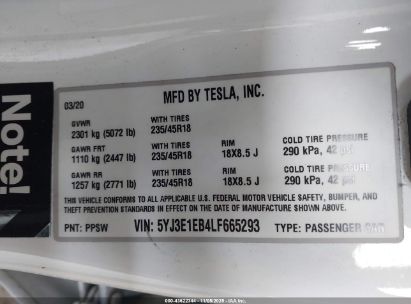 MFD BY TESLA, INC.
03/20
GVWR
2301 kg (5072 lb)
WITH TIRES
235/45R18
GAWR FRT
1110 kg (2447 lb)
WITH TIRES
235/45R18
RIM
18X8.5 J
COLD TIRE PRESSURE
290 kPa, 42 psi
GAWR RR
1257 kg (2771 lb)
WITH TIRES
235/45R18
RIM
18X8.5 J
COLD TIRE PRESSURE
290 kPa, 42 psi
THIS VEHICLE CONFORMS TO ALL APPLICABLE U.S. FEDERAL MOTOR VEHICLE SAFETY, BUMPER, AND
THEFT PREVENTION STANDARDS IN EFFECT ON THE DATE OF MANUFACTURE SHOWN ABOVE.
PNT: PPSW VIN: 5YJ3E1EB4LF665293 TYPE: PASSENGER CAR
Note!